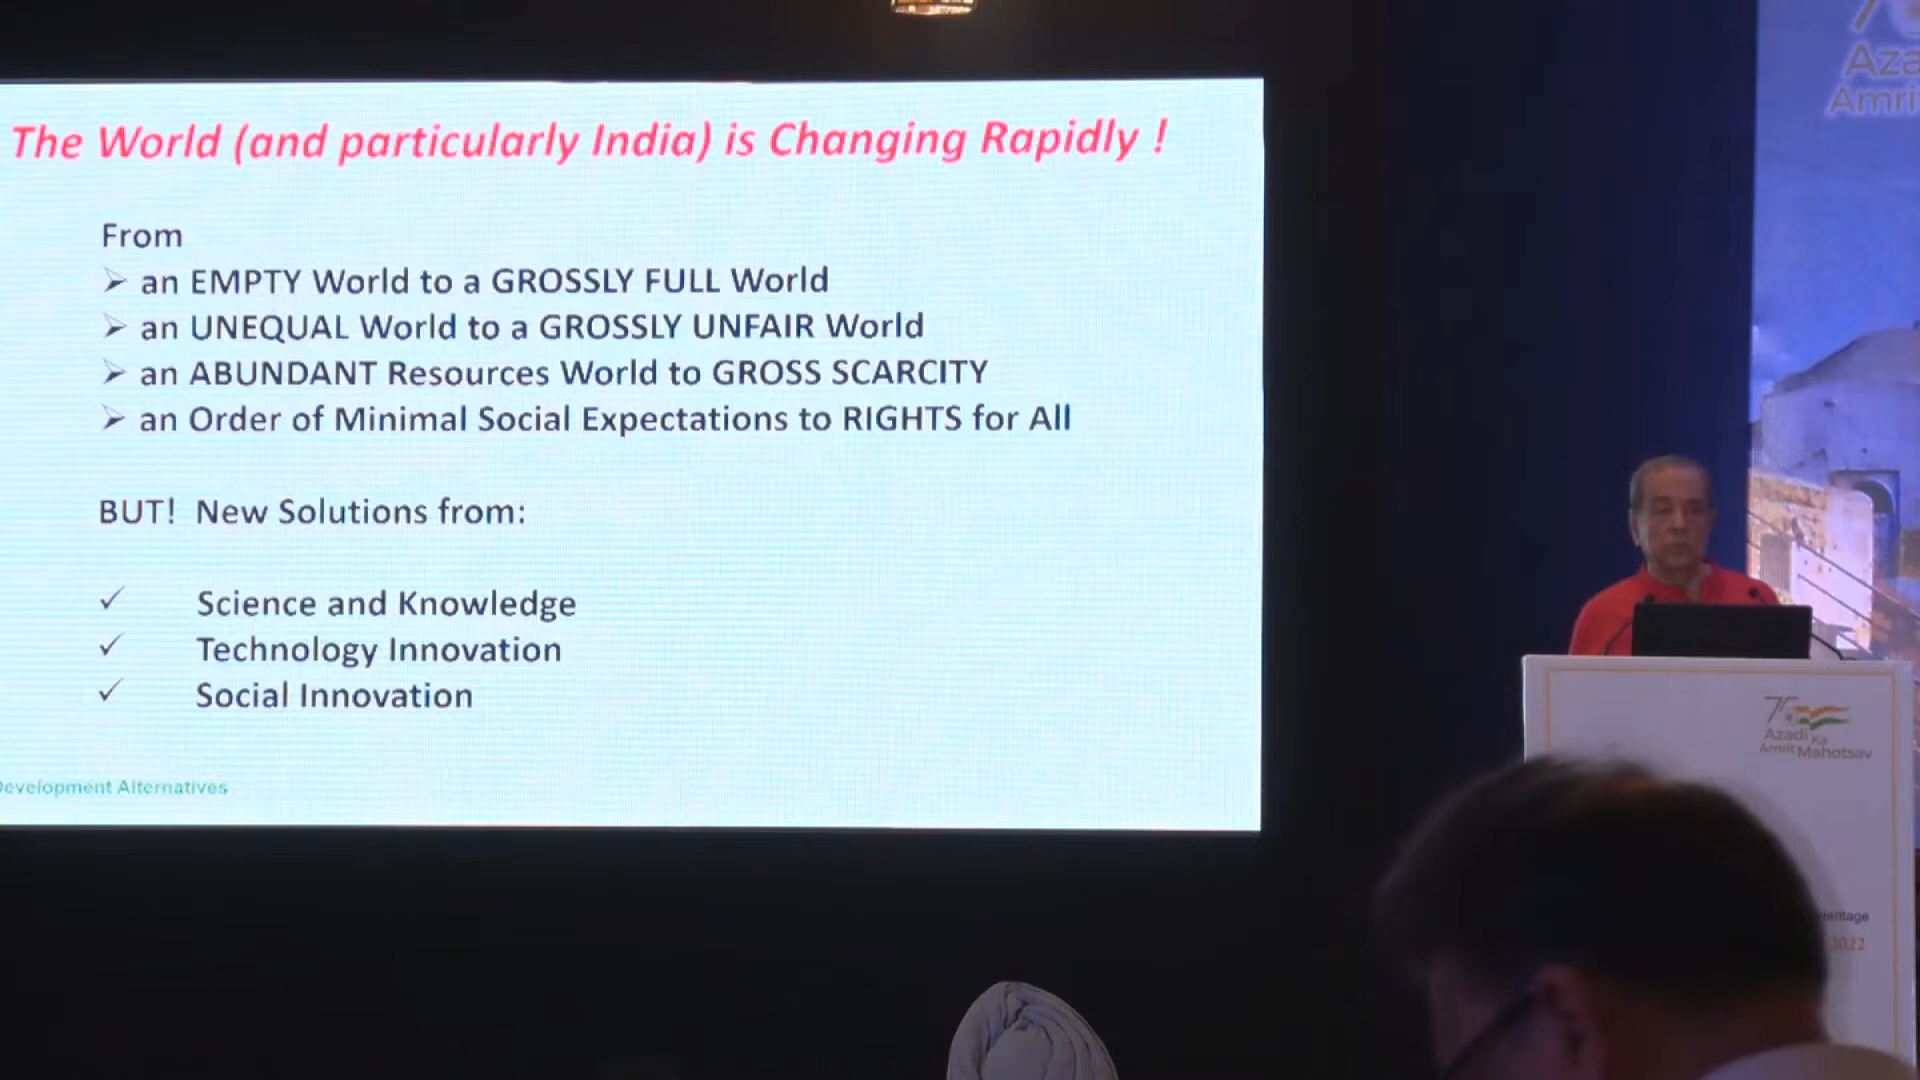 The World (and particularly India) is Changing Rapidly !
From
➢ an EMPTY World to a GROSSLY FULL World
➢ an UNEQUAL World to a GROSSLY UNFAIR World
➢ an ABUNDANT Resources World to GROSS SCARCITY
➢ an Order of Minimal Social Expectations to RIGHTS for All
BUT! New Solutions from:
✓ Science and Knowledge
✓ Technology Innovation
✓ Social Innovation
Development Alternatives
Azadi Ka
Amrit Mahotsav
Heritage
2022